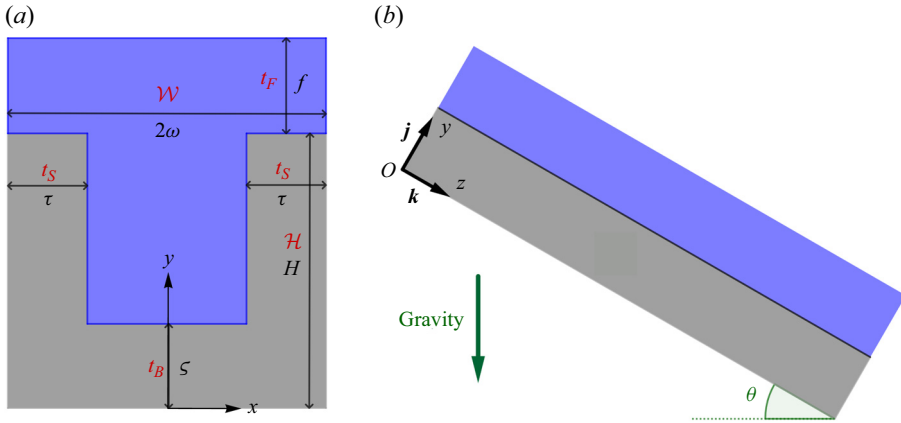 (a)
(b)
t_F
f
𝒲
2ω
t_S
τ
t_S
τ
ℋ
H
y
t_B
ς
x
j
y
O
k
z
Gravity
θ